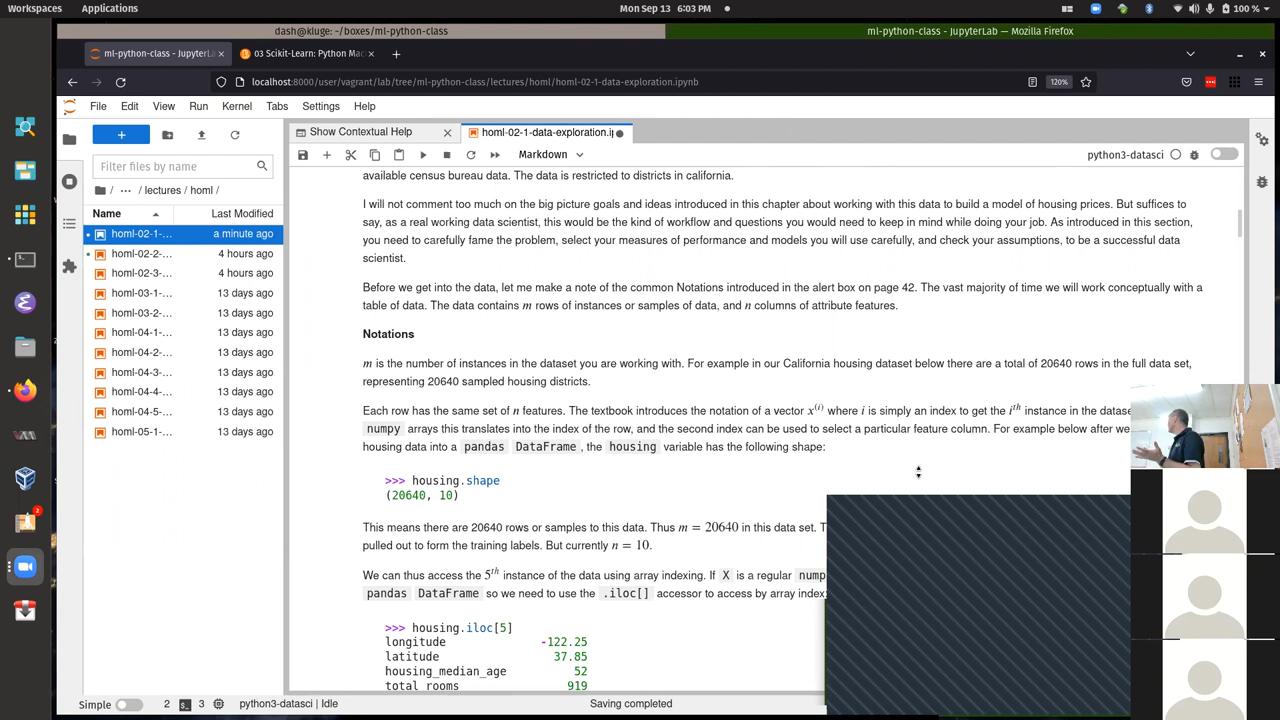 Workspaces Applications Mon Sep 13 6:03 PM 100 %
dash@kluge: ~/boxes/ml-python-class ml-python-class - JupyterLab — Mozilla Firefox
ml-python-class - JupyterLa 03 Scikit-Learn: Python Mac
localhost:8000/user/vagrant/lab/tree/ml-python-class/lectures/homl/homl-02-1-data-exploration.ipynb 120%
File Edit View Run Kernel Tabs Settings Help
Show Contextual Help homl-02-1-data-exploration.ip
Markdown python3-datasci
Filter files by name
/ ... / lectures / homl /
Name Last Modified
homl-02-1-... a minute ago
homl-02-2-... 4 hours ago
homl-02-3-... 4 hours ago
homl-03-1-... 13 days ago
homl-03-2-... 13 days ago
homl-04-1-... 13 days ago
homl-04-2-... 13 days ago
homl-04-3-... 13 days ago
homl-04-4-... 13 days ago
homl-04-5-... 13 days ago
homl-05-1-... 13 days ago
available census bureau data. The data is restricted to districts in california.
I will not comment too much on the big picture goals and ideas introduced in this chapter about working with this data to build a model of housing prices. But suffices to
say, as a real working data scientist, this would be the kind of workflow and questions you would need to keep in mind while doing your job. As introduced in this section,
you need to carefully fame the problem, select your measures of performance and models you will use carefully, and check your assumptions, to be a successful data
scientist.
Before we get into the data, let me make a note of the common Notations introduced in the alert box on page 42. The vast majority of time we will work conceptually with a
table of data. The data contains m rows of instances or samples of data, and n columns of attribute features.
Notations
m is the number of instances in the dataset you are working with. For example in our California housing dataset below there are a total of 20640 rows in the full data set,
representing 20640 sampled housing districts.
Each row has the same set of n features. The textbook introduces the notation of a vector x^(i) where i is simply an index to get the i^th instance in the datase
numpy arrays this translates into the index of the row, and the second index can be used to select a particular feature column. For example below after we
housing data into a pandas DataFrame, the housing variable has the following shape:
>>> housing.shape
(20640, 10)
This means there are 20640 rows or samples to this data. Thus m = 20640 in this data set. T
pulled out to form the training labels. But currently n = 10.
We can thus access the 5^th instance of the data using array indexing. If X is a regular nump
pandas DataFrame so we need to use the .iloc[] accessor to access by array index
>>> housing.iloc[5]
longitude -122.25
latitude 37.85
housing_median_age 52
total_rooms 919
Simple 2 3 python3-datasci | Idle Saving completed